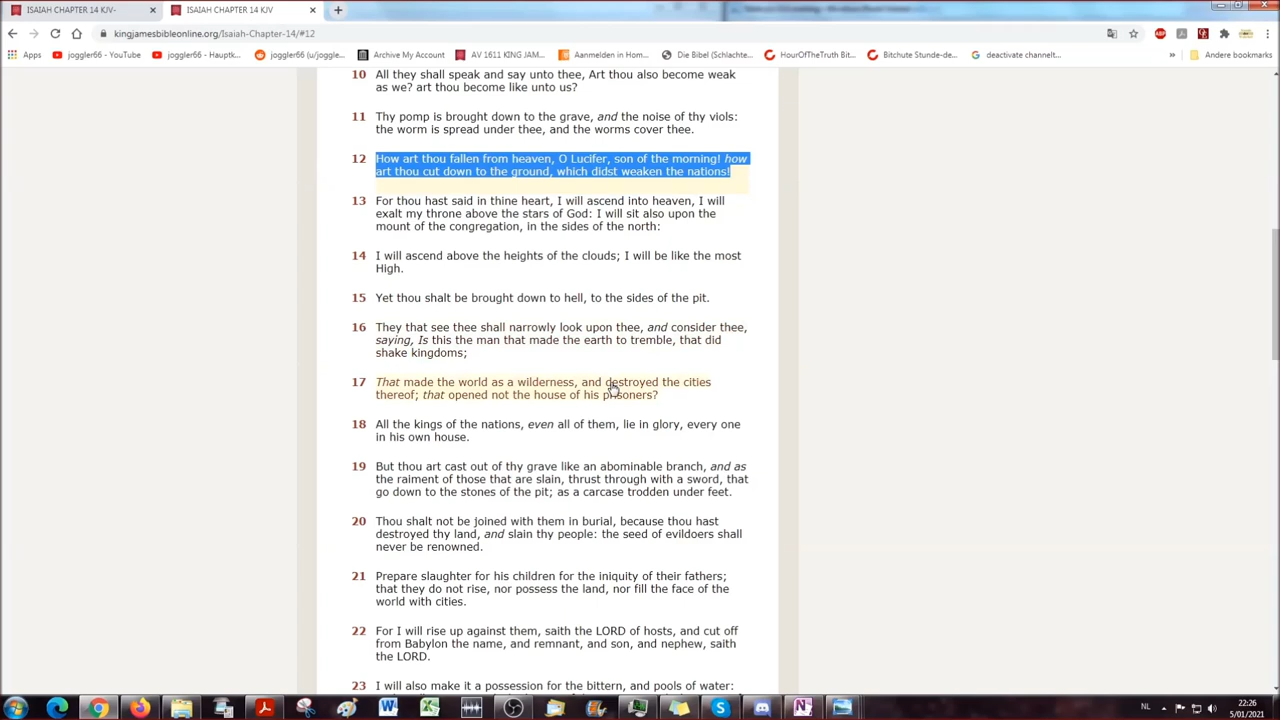 ISAIAH CHAPTER 14 KJV-
ISAIAH CHAPTER 14 KJV
kingjamesbibleonline.org/Isaiah-Chapter-14/#12
Apps
joggler66 - YouTube
joggler66 - Hauptk...
joggler66 (u/joggle...
Archive My Account
AV 1611 KING JAM...
Aanmelden in Hom...
Die Bibel (Schlachte...
HourOfTheTruth Bit...
Bitchute Stunde-de...
deactivate channelt...
Andere bookmarks
10 All they shall speak and say unto thee, Art thou also become weak
as we? art thou become like unto us?
11 Thy pomp is brought down to the grave, and the noise of thy viols:
the worm is spread under thee, and the worms cover thee.
12 How art thou fallen from heaven, O Lucifer, son of the morning! how
art thou cut down to the ground, which didst weaken the nations!
13 For thou hast said in thine heart, I will ascend into heaven, I will
exalt my throne above the stars of God: I will sit also upon the
mount of the congregation, in the sides of the north:
14 I will ascend above the heights of the clouds; I will be like the most
High.
15 Yet thou shalt be brought down to hell, to the sides of the pit.
16 They that see thee shall narrowly look upon thee, and consider thee,
saying, Is this the man that made the earth to tremble, that did
shake kingdoms;
17 That made the world as a wilderness, and destroyed the cities
thereof; that opened not the house of his prisoners?
18 All the kings of the nations, even all of them, lie in glory, every one
in his own house.
19 But thou art cast out of thy grave like an abominable branch, and as
the raiment of those that are slain, thrust through with a sword, that
go down to the stones of the pit; as a carcase trodden under feet.
20 Thou shalt not be joined with them in burial, because thou hast
destroyed thy land, and slain thy people: the seed of evildoers shall
never be renowned.
21 Prepare slaughter for his children for the iniquity of their fathers;
that they do not rise, nor possess the land, nor fill the face of the
world with cities.
22 For I will rise up against them, saith the LORD of hosts, and cut off
from Babylon the name, and remnant, and son, and nephew, saith
the LORD.
23 I will also make it a possession for the bittern, and pools of water:
NL
22:26
5/01/2021